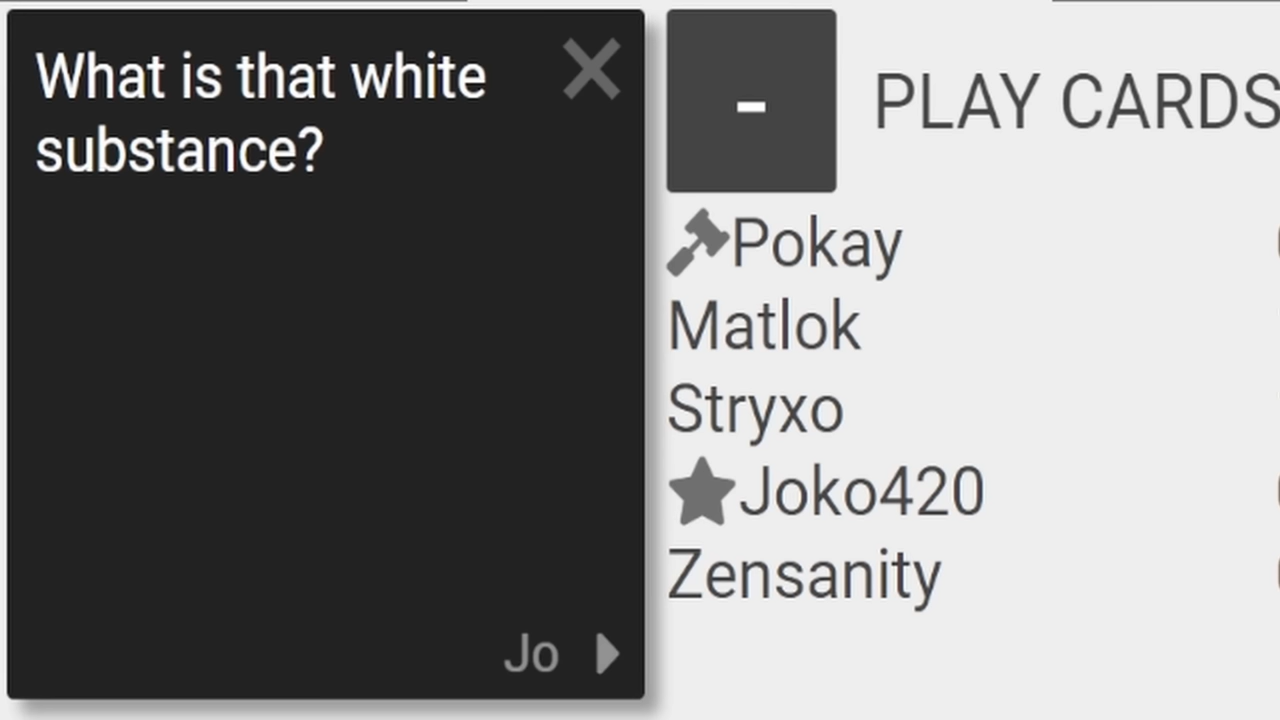 What is that white
substance?
Jo
-
PLAY CARDS
Pokay
Matlok
Stryxo
Joko420
Zensanity